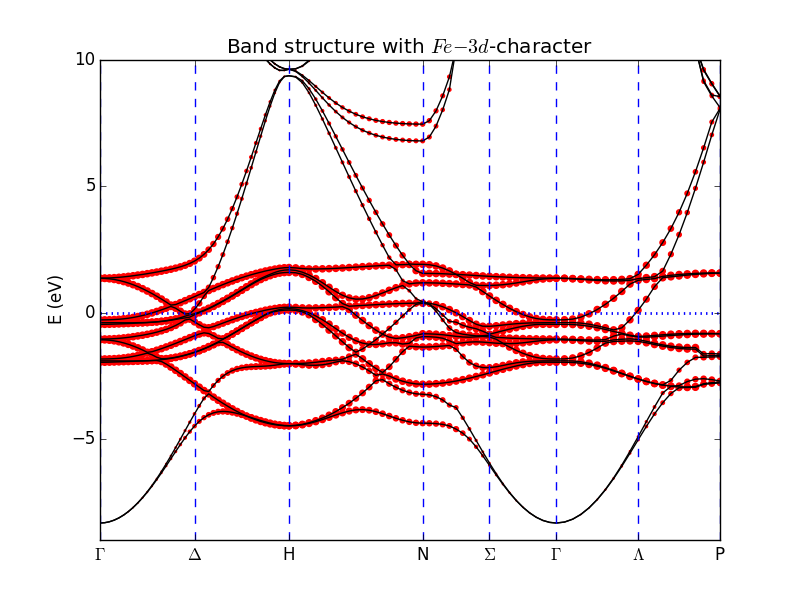 Band structure with Fe−3d-character
10
5
0
−5
E (eV)
Γ Δ H N Σ Γ Λ P